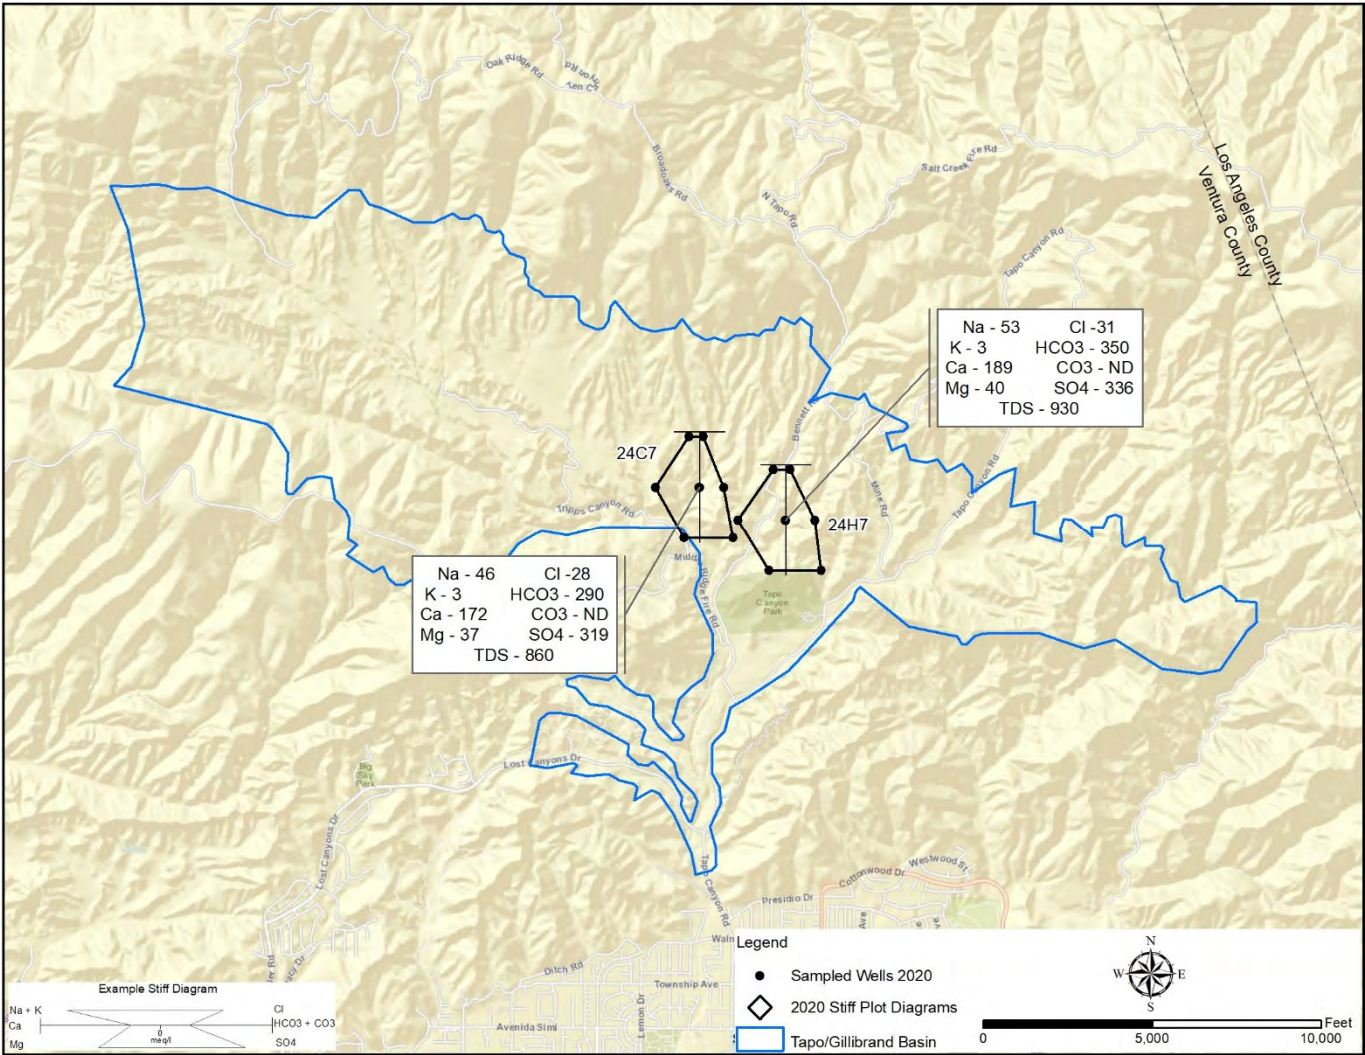 Oak Ridge Rd
Broadoaks Rd
N Tapo Rd
Salt Creek Fire Rd
Tapo Canyon Rd
Los Angeles County
Ventura County
Na - 53 Cl -31
K - 3 HCO3 - 350
Ca - 189 CO3 - ND
Mg - 40 SO4 - 336
TDS - 930
24C7
24H7
Bennett
Mine Rd
Tapo Canyon Rd
Tripps Canyon Rd
Tapo
Canyon
Park
Na - 46 Cl -28
K - 3 HCO3 - 290
Ca - 172 CO3 - ND
Mg - 37 SO4 - 319
TDS - 860
Big
Sky
Park
Lost Canyons Dr
Lost Canyons Dr
Tapo Canyon Rd
Westwood St
Cottonwood Dr
Presidio Dr
Ditch Rd
Township Ave
Lemon Dr
Avenida Simi
Ave
Example Stiff Diagram
Na + K Cl
Ca HCO3 + CO3
0
meq/l
Mg SO4
Legend
Sampled Wells 2020
2020 Stiff Plot Diagrams
Tapo/Gillibrand Basin
N
W E
S
Feet
0 5,000 10,000